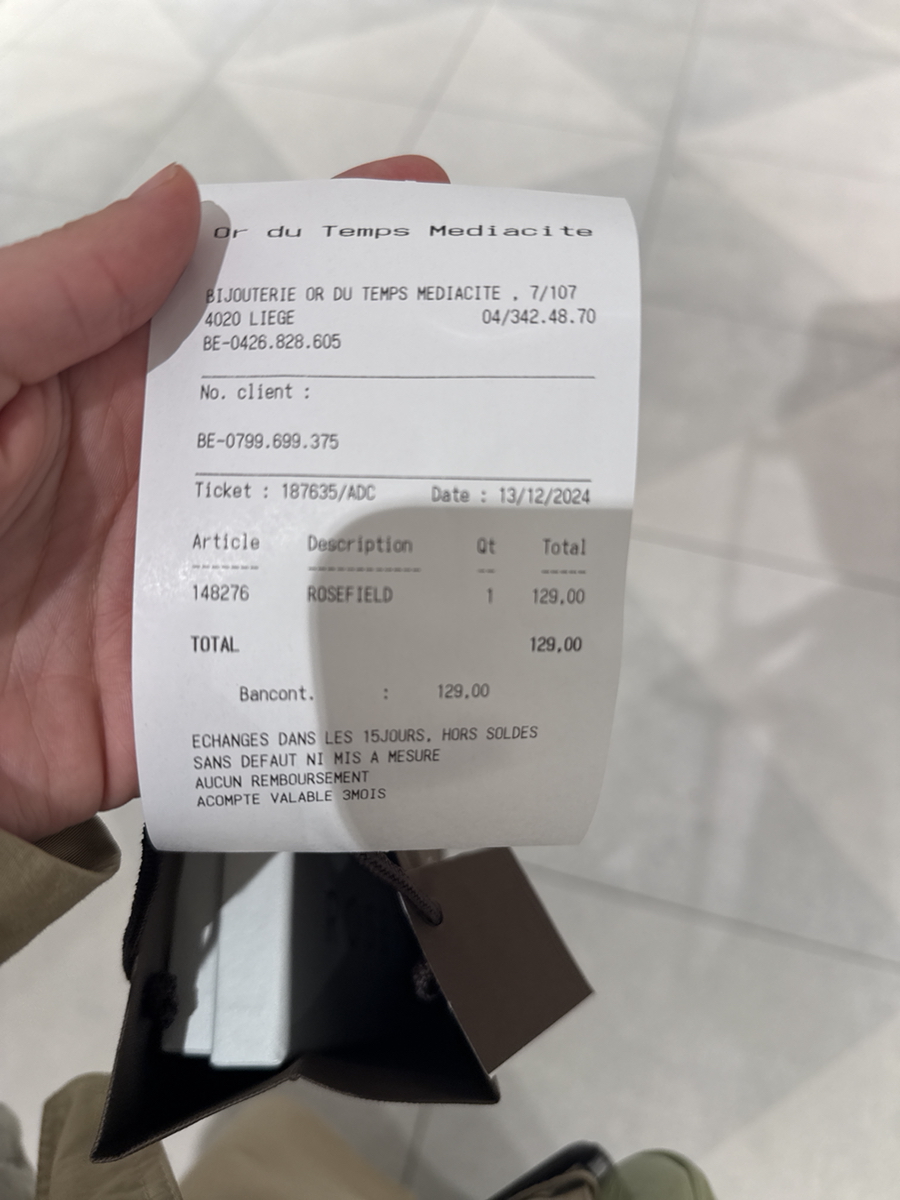 Or du Temps Mediacite
BIJOUTERIE OR DU TEMPS MEDIACITE , 7/107
4020 LIEGE 04/342.48.70
BE-0426.828.605
No. client :
BE-0799.699.375
Ticket : 187635/ADC Date : 13/12/2024
Article Description Qt Total
------- ------------ -- -----
148276 ROSEFIELD 1 129,00
TOTAL 129,00
Bancont. : 129,00
ECHANGES DANS LES 15JOURS, HORS SOLDES
SANS DEFAUT NI MIS A MESURE
AUCUN REMBOURSEMENT
ACOMPTE VALABLE 3MOIS